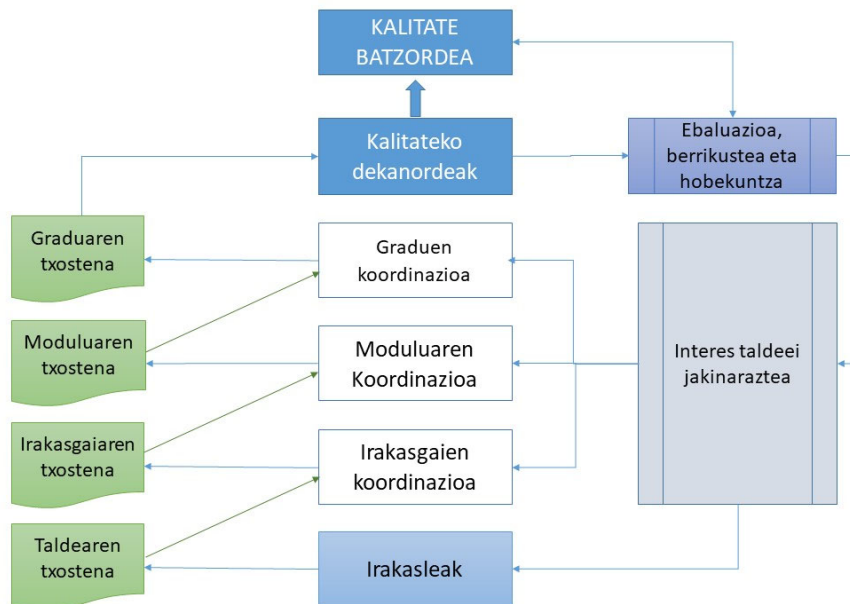 KALITATE
BATZORDEA
Kalitateko
dekanordeak
Ebaluazioa,
berrikustea eta
hobekuntza
Graduaren
txostena
Graduen
koordinazioa
Moduluaren
txostena
Moduluaren
Koordinazioa
Interes taldeei
jakinaraztea
Irakasgaiaren
txostena
Irakasgaien
koordinazioa
Taldearen
txostena
Irakasleak